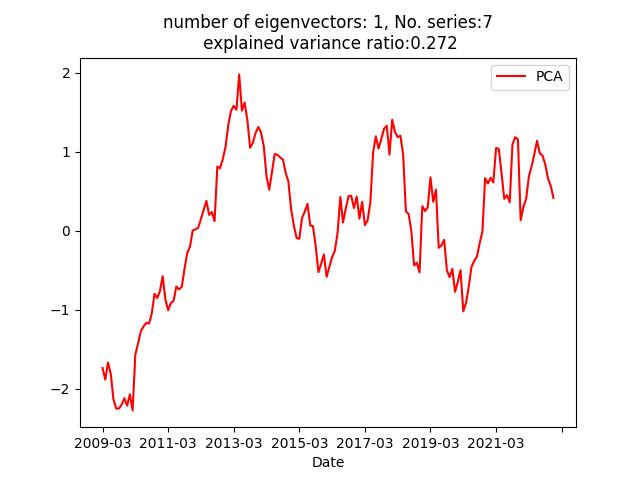 number of eigenvectors: 1, No. series:7
explained variance ratio:0.272
PCA
2
1
0
−1
−2
2009-03 2011-03 2013-03 2015-03 2017-03 2019-03 2021-03
Date